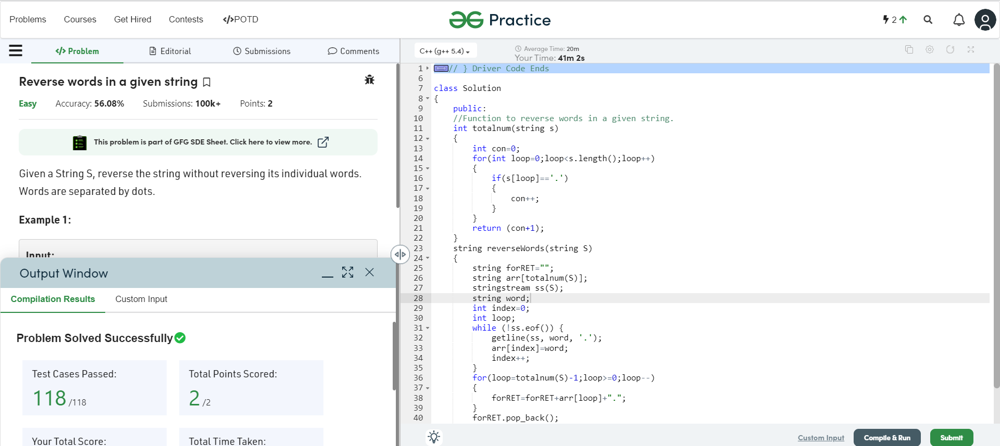 Problems Courses Get Hired Contests </>POTD
Practice
2
</> Problem Editorial Submissions Comments
Reverse words in a given string
Easy Accuracy: 56.08% Submissions: 100k+ Points: 2
This problem is part of GFG SDE Sheet. Click here to view more.
Given a String S, reverse the string without reversing its individual words.
Words are separated by dots.
Example 1:
Input:
Output Window
Compilation Results Custom Input
Problem Solved Successfully
Test Cases Passed:
118 /118
Total Points Scored:
2 /2
Your Total Score:
Total Time Taken:
C++ (g++ 5.4)
Average Time: 20m
Your Time: 41m 2s
1 // } Driver Code Ends
6
7 class Solution
8 {
9 public:
10 //Function to reverse words in a given string.
11 int totalnum(string s)
12 {
13 int con=0;
14 for(int loop=0;loop<s.length();loop++)
15 {
16 if(s[loop]=='.')
17 {
18 con++;
19 }
20 }
21 return (con+1);
22 }
23 string reverseWords(string S)
24 {
25 string forRET="";
26 string arr[totalnum(S)];
27 stringstream ss(S);
28 string word;
29 int index=0;
30 int loop;
31 while (!ss.eof()) {
32 getline(ss, word, '.');
33 arr[index]=word;
34 index++;
35 }
36 for(loop=totalnum(S)-1;loop>=0;loop--)
37 {
38 forRET=forRET+arr[loop]+".";
39 }
40 forRET.pop_back();
Custom Input Compile & Run Submit